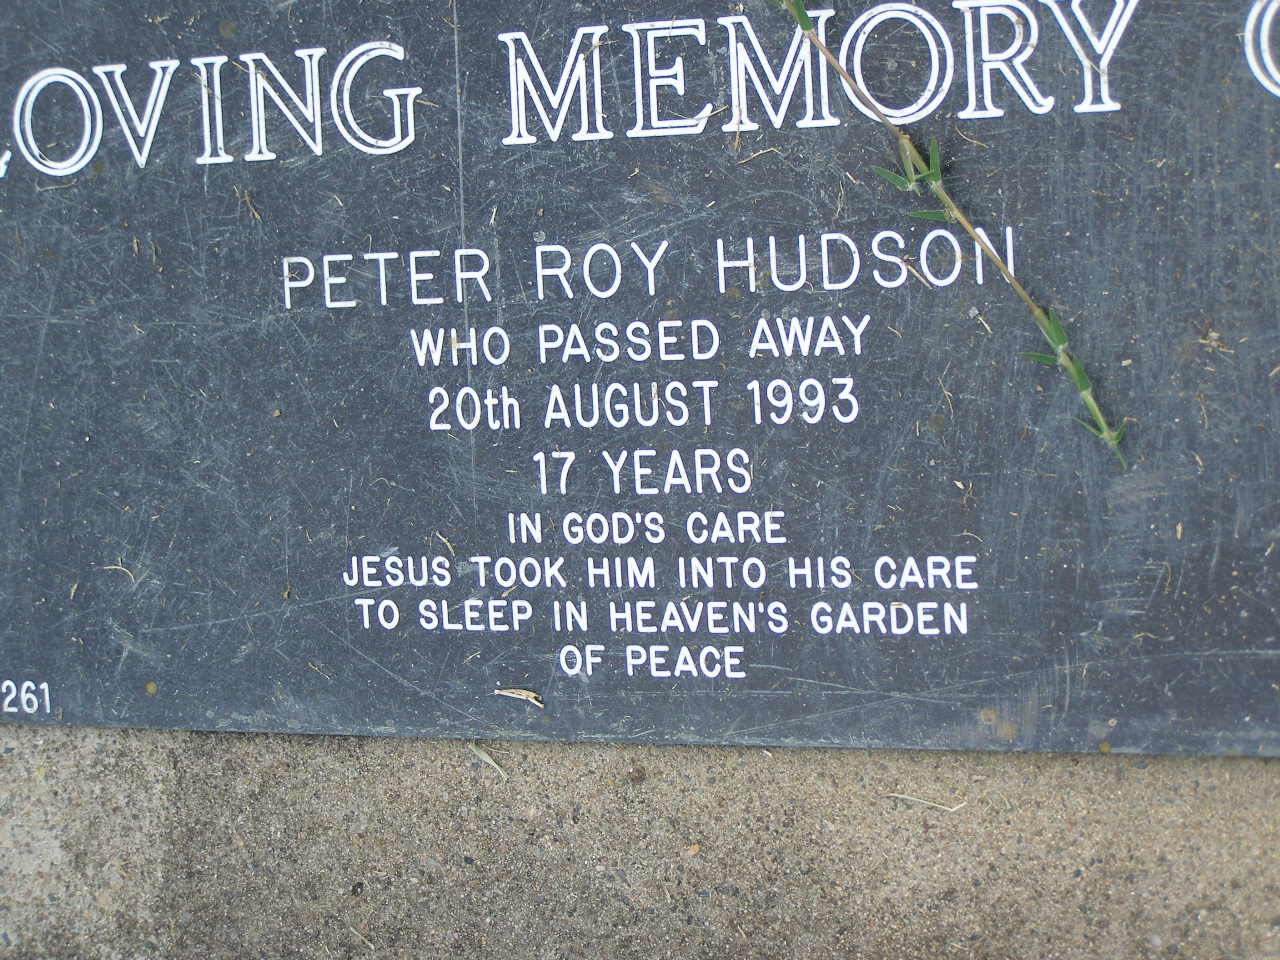 LOVING MEMORY O
PETER ROY HUDSON
WHO PASSED AWAY
20th AUGUST 1993
17 YEARS
IN GOD'S CARE
JESUS TOOK HIM INTO HIS CARE
TO SLEEP IN HEAVEN'S GARDEN
OF PEACE
261